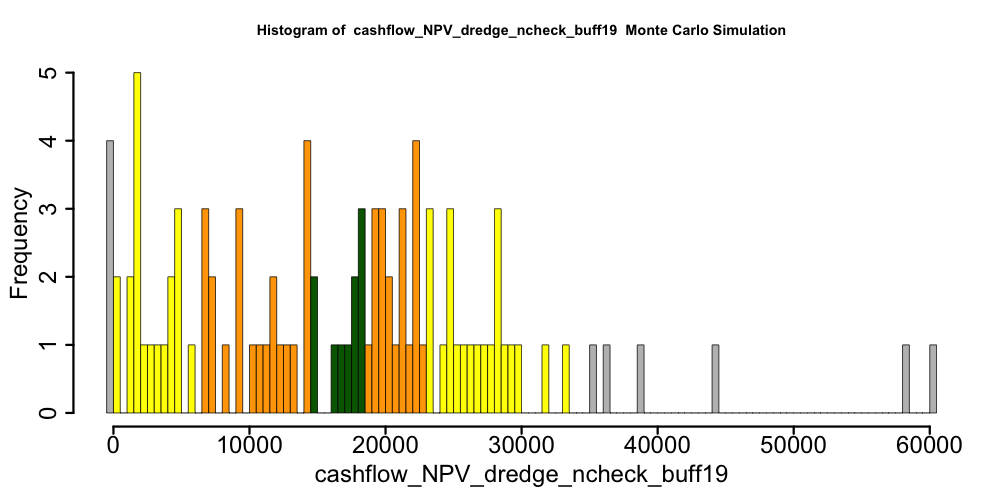 Histogram of cashflow_NPV_dredge_ncheck_buff19 Monte Carlo Simulation
Frequency
5
4
3
2
1
0
0 10000 20000 30000 40000 50000 60000
cashflow_NPV_dredge_ncheck_buff19